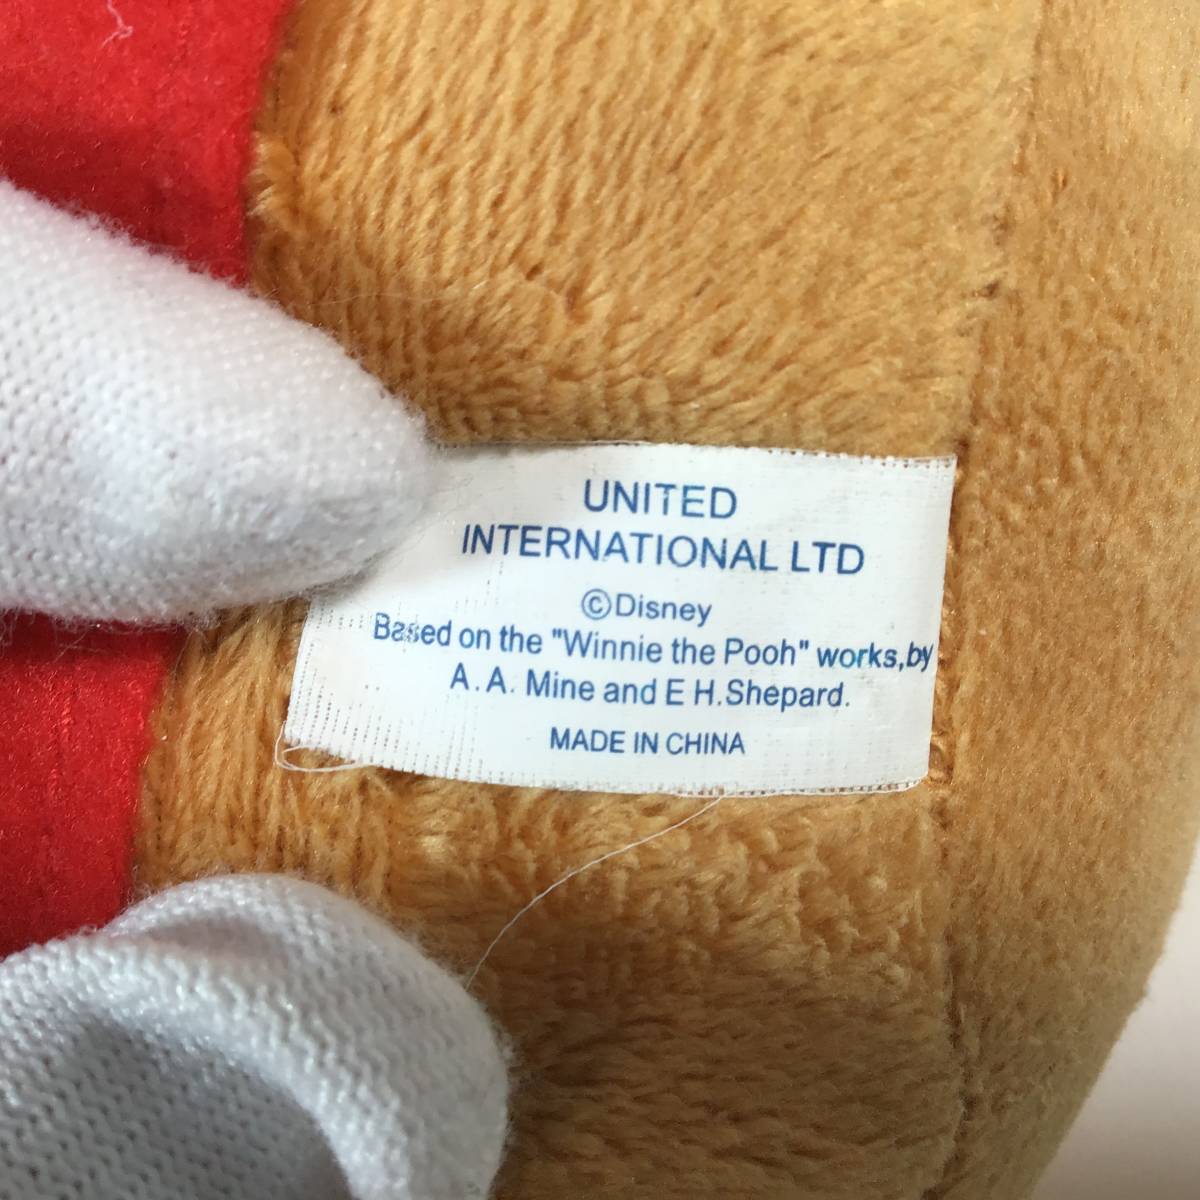 UNITED
INTERNATIONAL LTD
©Disney
Based on the "Winnie the Pooh" works,by
A.A. Mine and E H.Shepard.
MADE IN CHINA